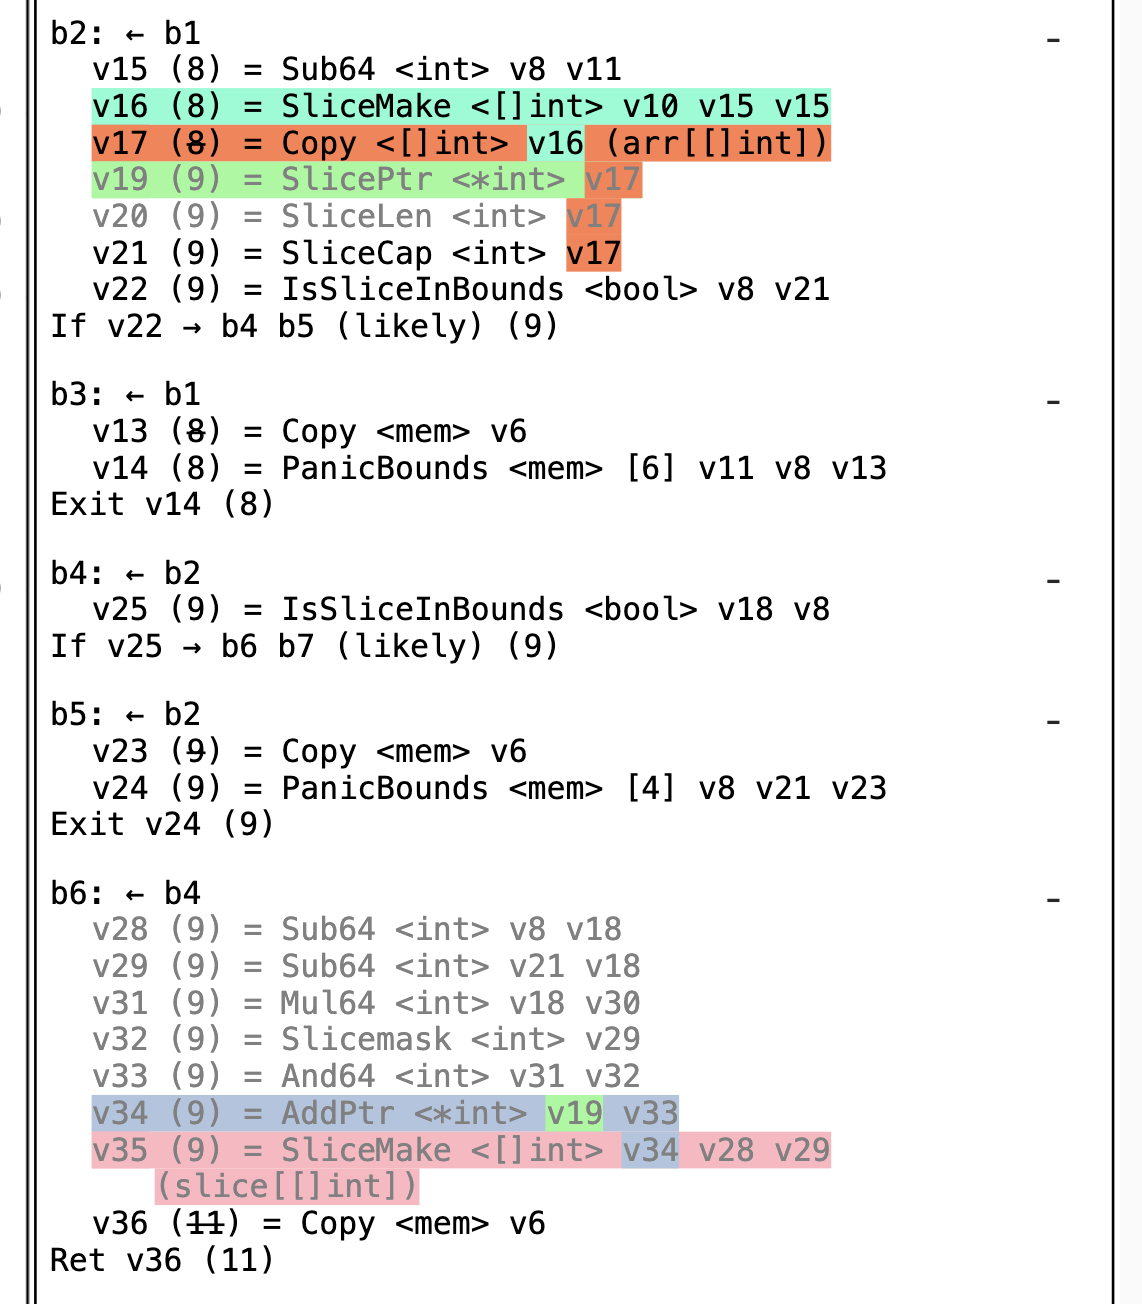 b2: ← b1
-
v15 (8) = Sub64 <int> v8 v11
v16 (8) = SliceMake <[]int> v10 v15 v15
v17 (8) = Copy <[]int> v16 (arr[[]int])
v19 (9) = SlicePtr <*int> v17
v20 (9) = SliceLen <int> v17
v21 (9) = SliceCap <int> v17
v22 (9) = IsSliceInBounds <bool> v8 v21
If v22 → b4 b5 (likely) (9)
b3: ← b1
-
v13 (8) = Copy <mem> v6
v14 (8) = PanicBounds <mem> [6] v11 v8 v13
Exit v14 (8)
b4: ← b2
-
v25 (9) = IsSliceInBounds <bool> v18 v8
If v25 → b6 b7 (likely) (9)
b5: ← b2
-
v23 (9) = Copy <mem> v6
v24 (9) = PanicBounds <mem> [4] v8 v21 v23
Exit v24 (9)
b6: ← b4
-
v28 (9) = Sub64 <int> v8 v18
v29 (9) = Sub64 <int> v21 v18
v31 (9) = Mul64 <int> v18 v30
v32 (9) = Slicemask <int> v29
v33 (9) = And64 <int> v31 v32
v34 (9) = AddPtr <*int> v19 v33
v35 (9) = SliceMake <[]int> v34 v28 v29
(slice[[]int])
v36 (11) = Copy <mem> v6
Ret v36 (11)